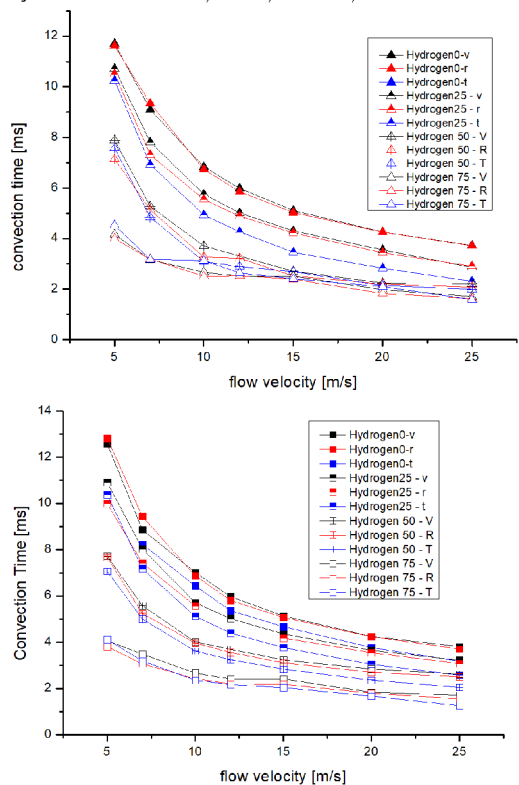 12
10
8
6
4
2
0
convection time [ms]
Hydrogen0-v
Hydrogen0-r
Hydrogen0-t
Hydrogen25 - v
Hydrogen25 - r
Hydrogen25 - t
Hydrogen 50 - V
Hydrogen 50 - R
Hydrogen 50 - T
Hydrogen 75 - V
Hydrogen 75 - R
Hydrogen 75 - T
5 10 15 20 25
flow velocity [m/s]
14
12
10
8
6
4
2
0
Convection Time [ms]
Hydrogen0-v
Hydrogen0-r
Hydrogen0-t
Hydrogen25 - v
Hydrogen25 - r
Hydrogen25 - t
Hydrogen 50 - V
Hydrogen 50 - R
Hydrogen 50 - T
Hydrogen 75 - V
Hydrogen 75 - R
Hydrogen 75 - T
5 10 15 20 25
flow velocity [m/s]